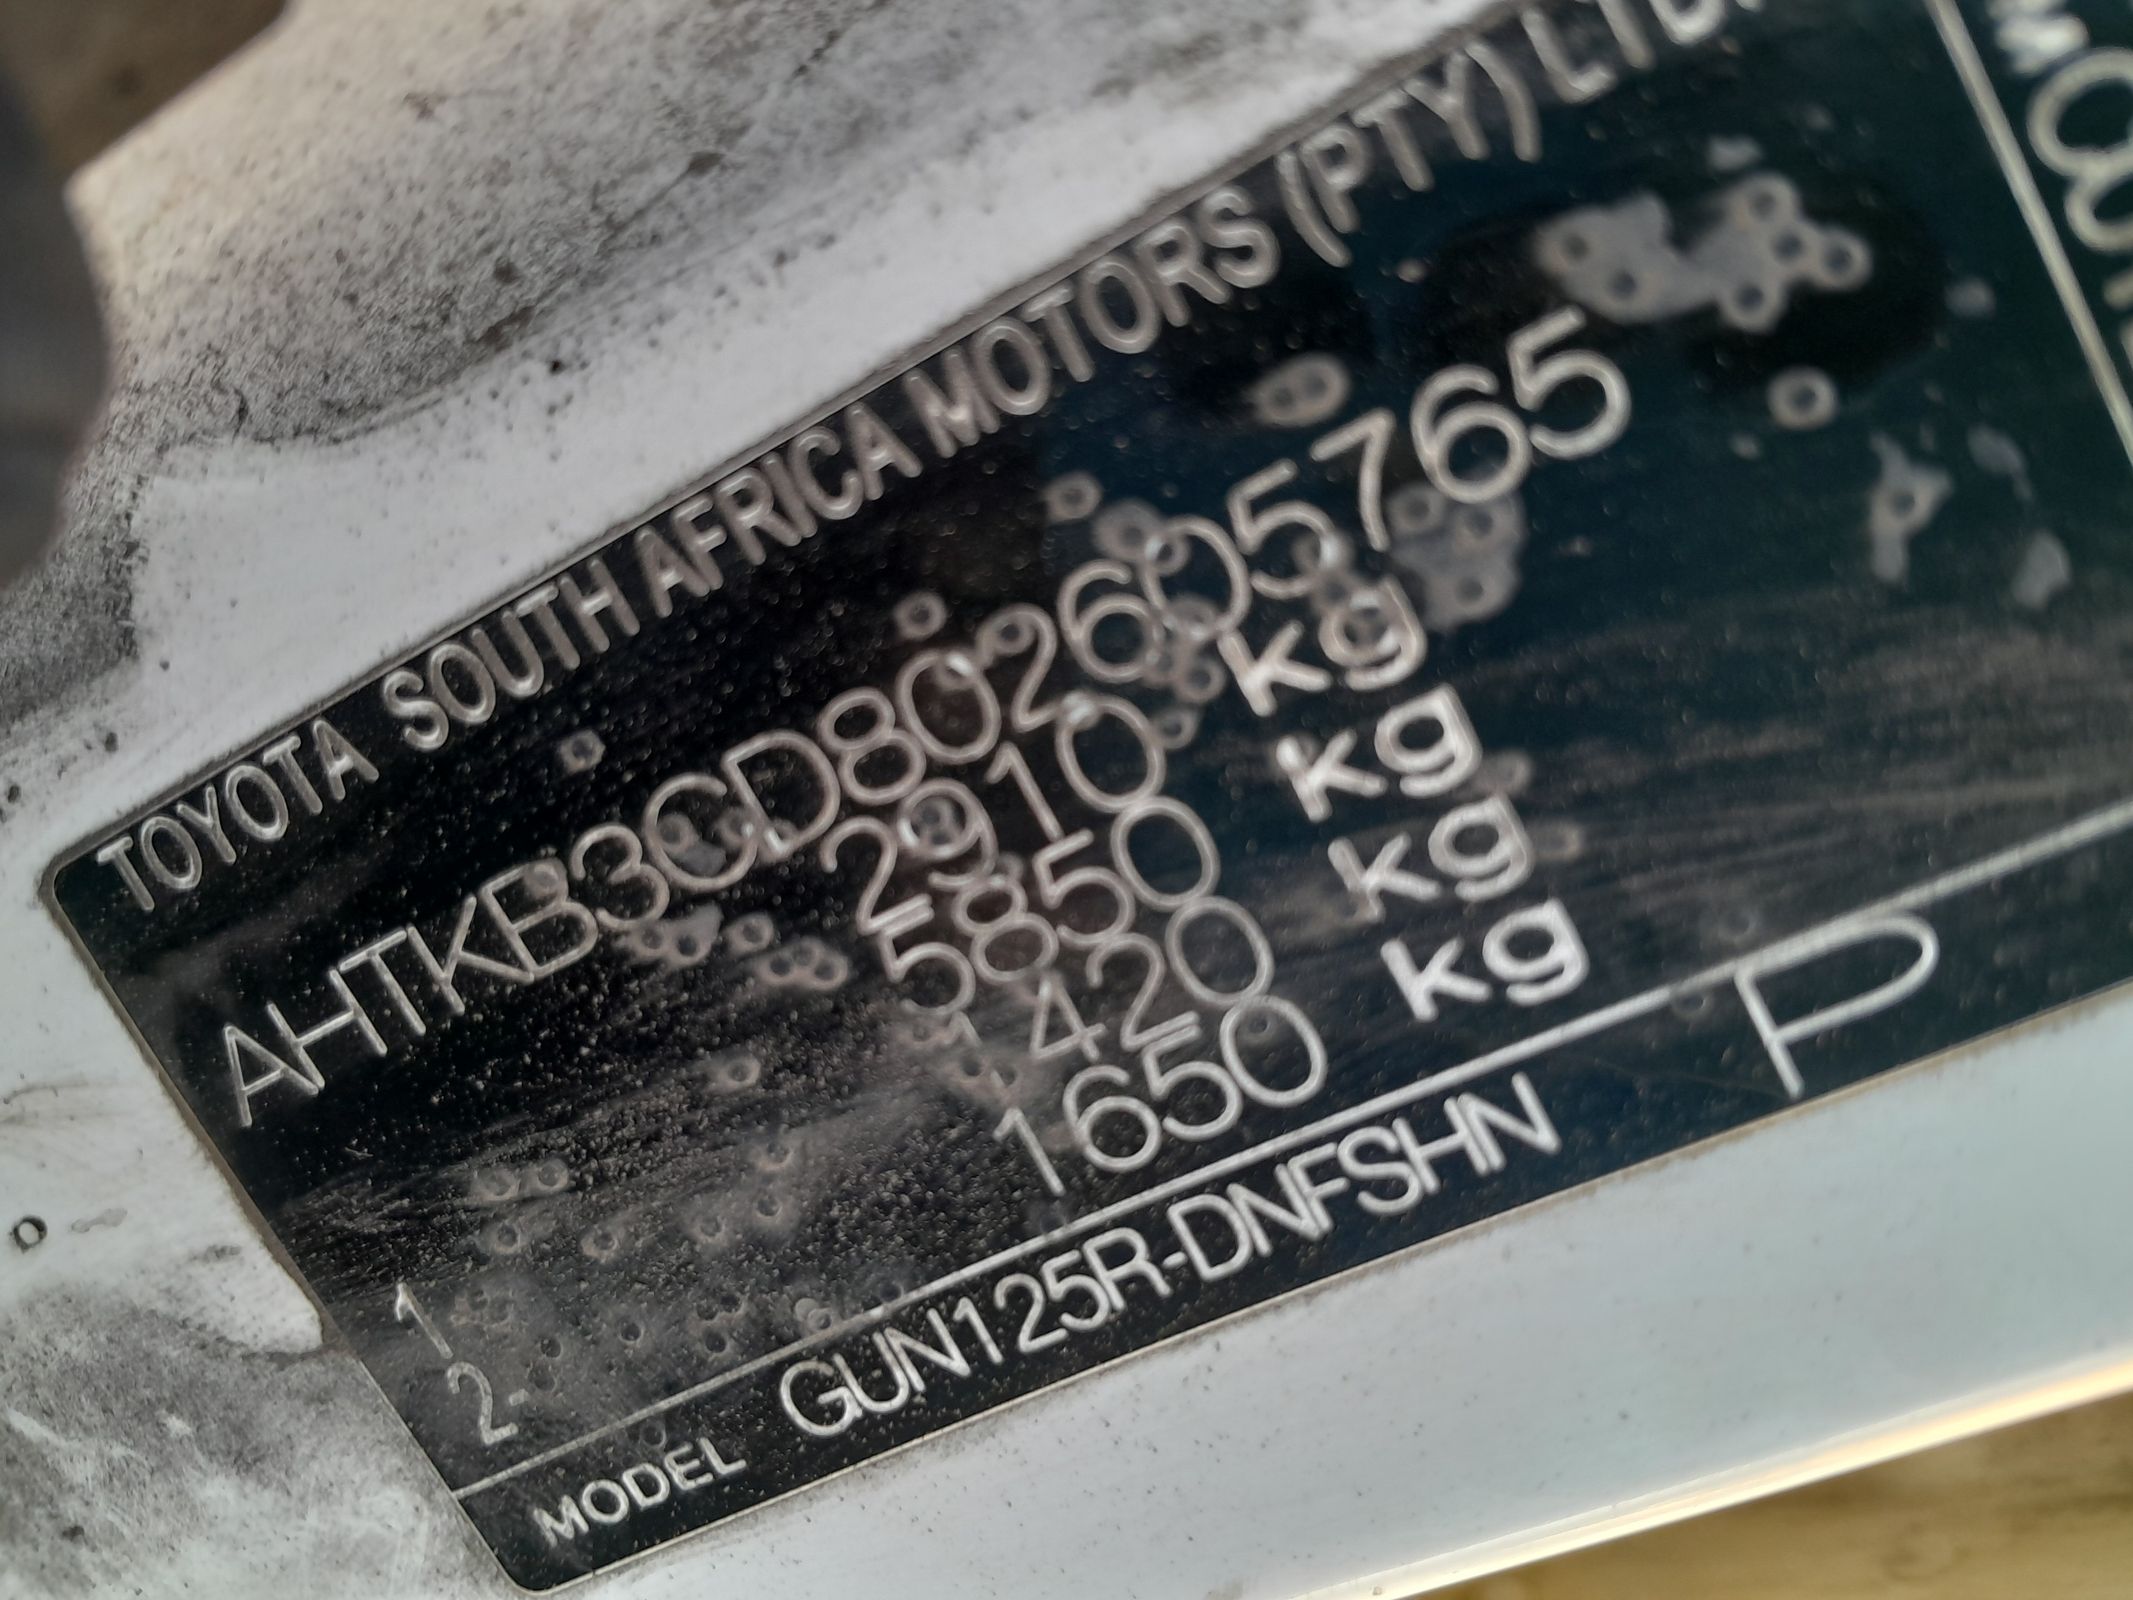 TOYOTA SOUTH AFRICA MOTORS (PTY) LTD.
AHTKB3CD802605765
2910 kg
5850 kg
1- 1420 kg
2- 1650 kg
MODEL GUN125R-DNFSHN P